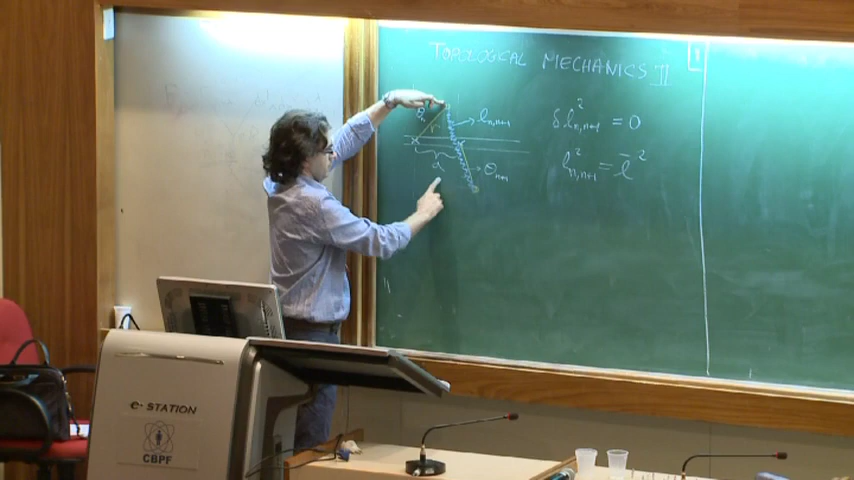 TOPOLOGICAL MECHANICS II
1
θₙ
r
lₙ,ₙ₊₁
a
θₙ₊₁
δl²ₙ,ₙ₊₁ = 0
l²ₙ,ₙ₊₁ = l̄²
e-STATION
CBPF